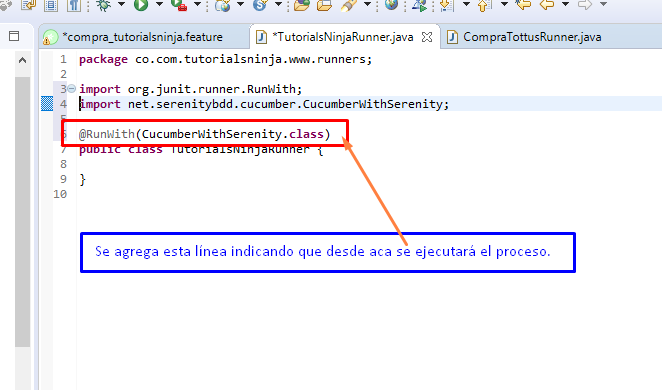 *compra_tutorialsninja.feature
*TutorialsNinjaRunner.java
CompraTottusRunner.java
1 package co.com.tutorialsninja.www.runners;
2
3 import org.junit.runner.RunWith;
4 import net.serenitybdd.cucumber.CucumberWithSerenity;
6 @RunWith(CucumberWithSerenity.class)
7 public class TutorialsNinjaRunner {
9 }
10
Se agrega esta línea indicando que desde aca se ejecutará el proceso.